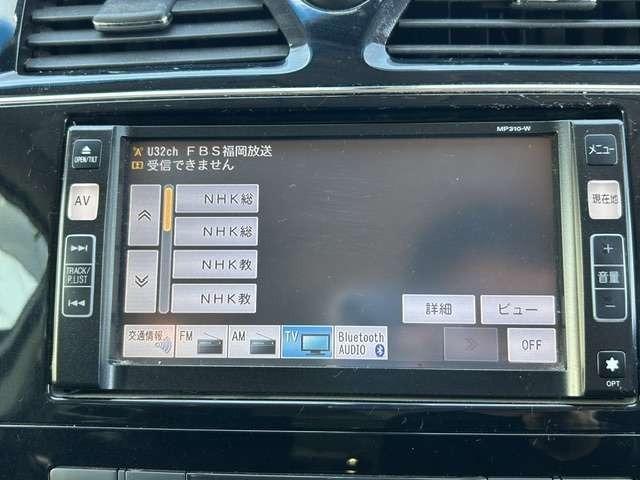 MP310-W
OPEN/TILT
AV
TRACK/
P.LIST
U32ch FBS福岡放送
受信できません
NHK総
NHK総
NHK教
NHK教
詳細
ビュー
交通情報
FM
AM
TV
Bluetooth
AUDIO
OFF
メニュー
現在地
+
音量
-
OPT